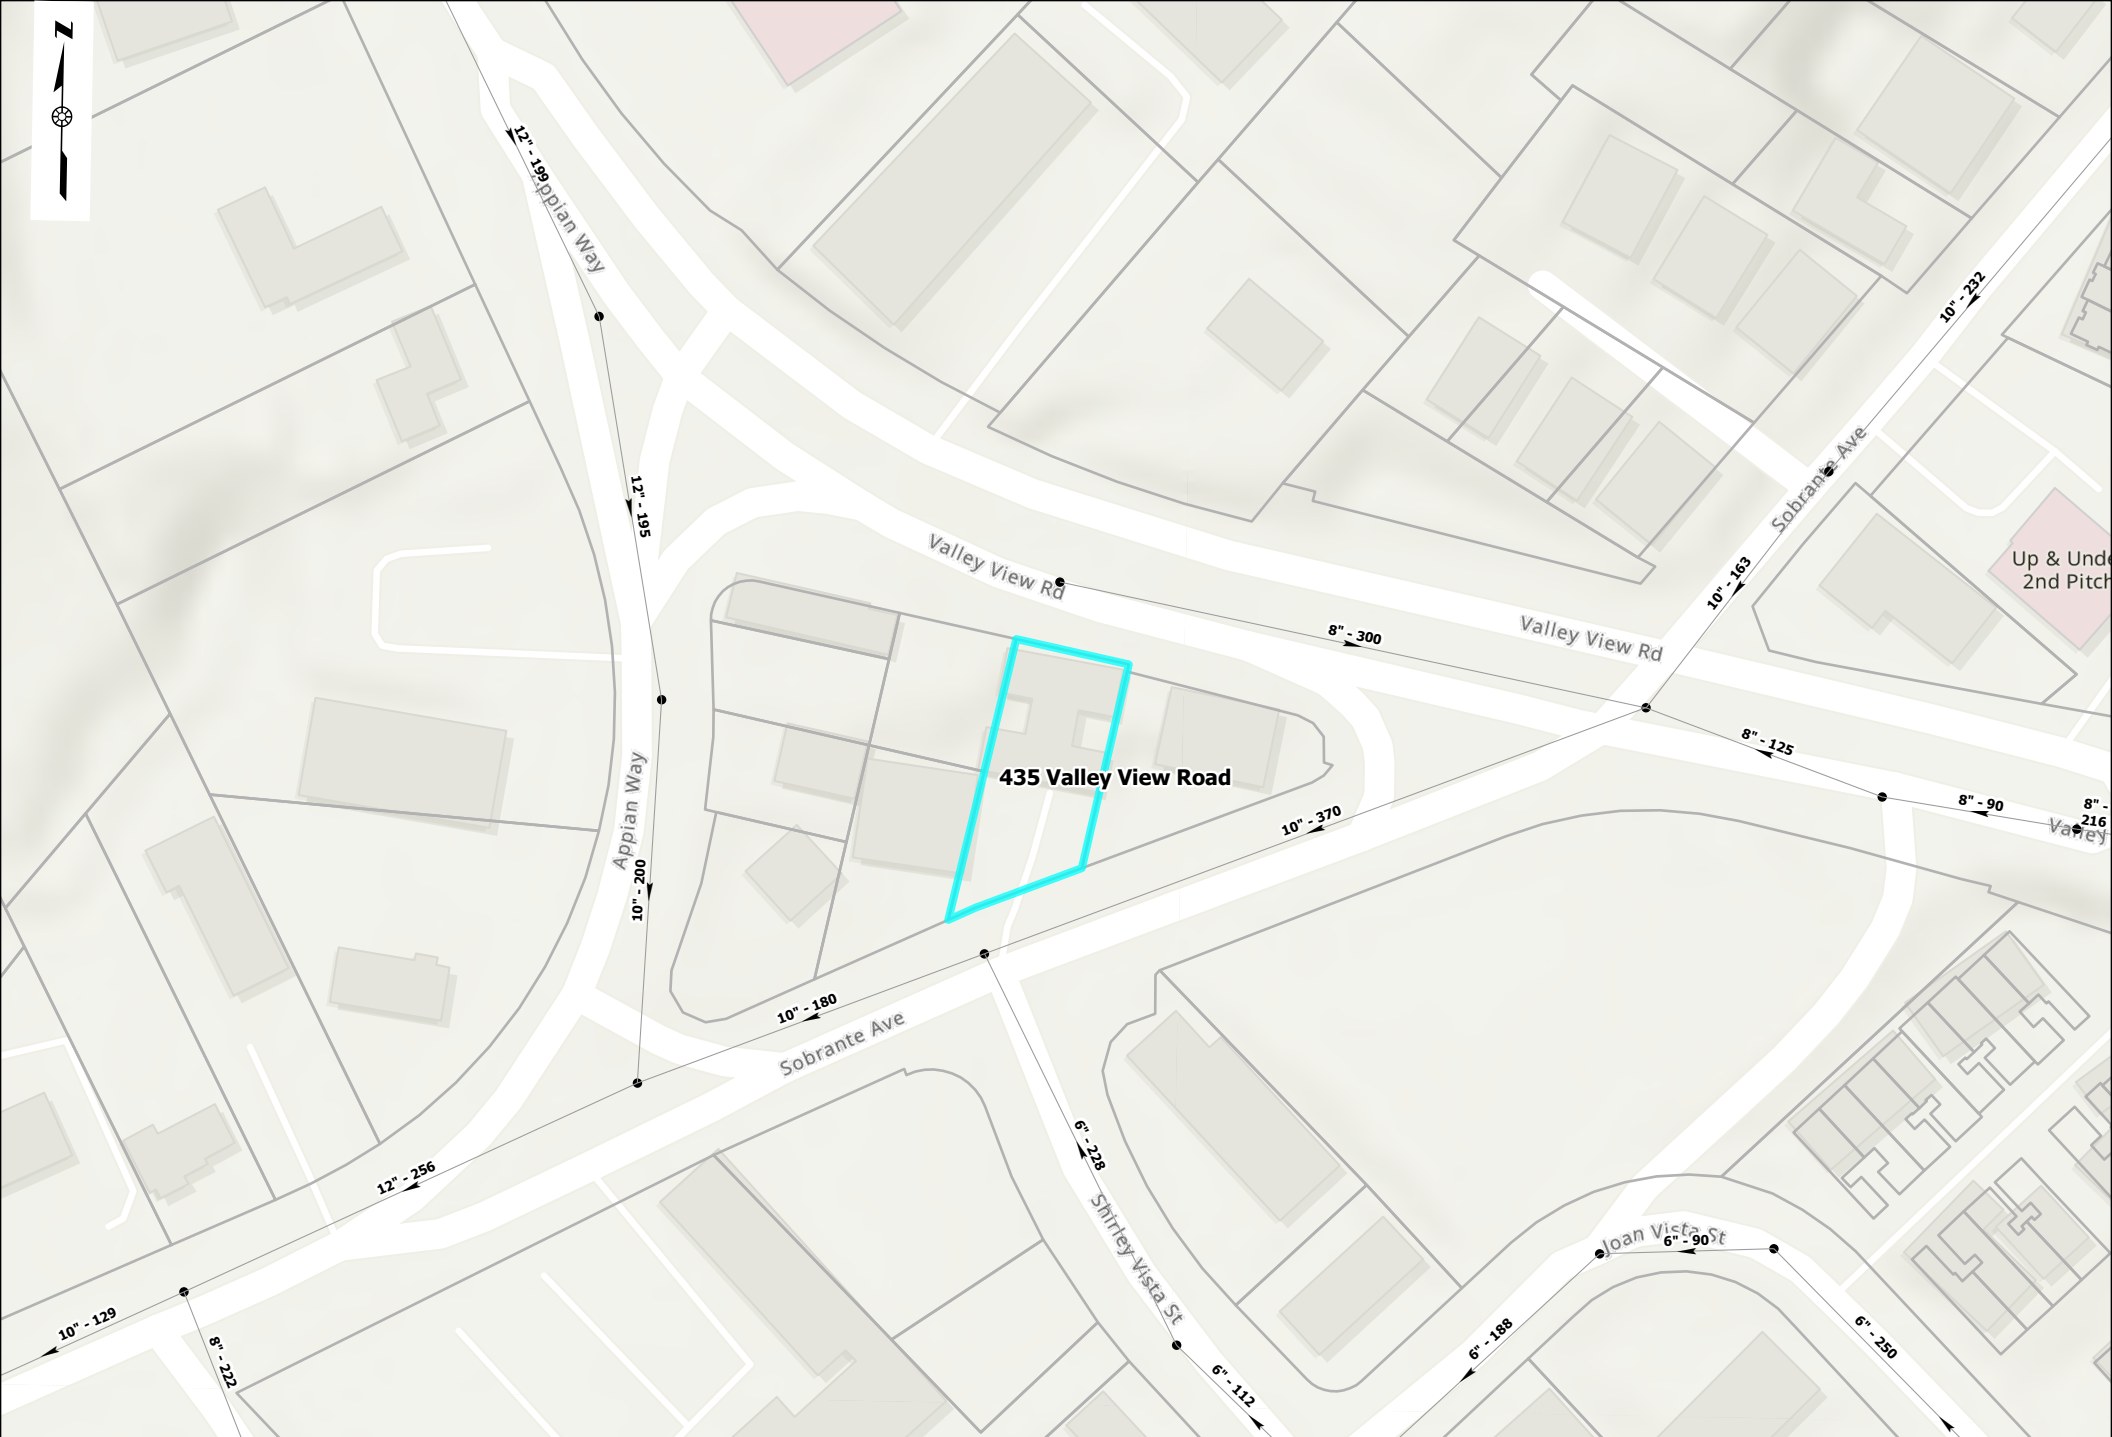 N
12" - 199
Appian Way
10" - 232
12" - 195
Sobrante Ave
Valley View Rd
10" - 163
Up & Unde
2nd Pitch
8" - 300
Valley View Rd
8" - 125
435 Valley View Road
8" - 90
8" -
216
Valley
10" - 370
Appian Way
10" - 200
10" - 180
Sobrante Ave
6" - 228
12" - 256
Shirley Vista St
Joan Vista St
6" - 90
10" - 129
8" - 222
6" - 188
6" - 250
6" - 112